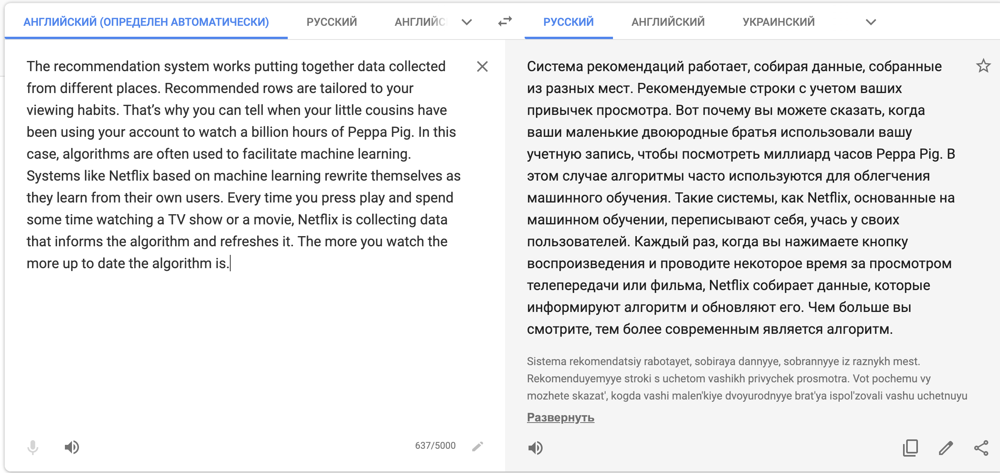 АНГЛИЙСКИЙ (ОПРЕДЕЛЕН АВТОМАТИЧЕСКИ)
РУССКИЙ
РУССКИЙ
АНГЛИЙСКИЙ
УКРАИНСКИЙ
The recommendation system works putting together data collected
from different places. Recommended rows are tailored to your
viewing habits. That’s why you can tell when your little cousins have
been using your account to watch a billion hours of Peppa Pig. In this
case, algorithms are often used to facilitate machine learning.
Systems like Netflix based on machine learning rewrite themselves as
they learn from their own users. Every time you press play and spend
some time watching a TV show or a movie, Netflix is collecting data
that informs the algorithm and refreshes it. The more you watch the
more up to date the algorithm is.
637/5000
Система рекомендаций работает, собирая данные, собранные
из разных мест. Рекомендуемые строки с учетом ваших
привычек просмотра. Вот почему вы можете сказать, когда
ваши маленькие двоюродные братья использовали вашу
учетную запись, чтобы посмотреть миллиард часов Peppa Pig. В
этом случае алгоритмы часто используются для облегчения
машинного обучения. Такие системы, как Netflix, основанные на
машинном обучении, переписывают себя, учась у своих
пользователей. Каждый раз, когда вы нажимаете кнопку
воспроизведения и проводите некоторое время за просмотром
телепередачи или фильма, Netflix собирает данные, которые
информируют алгоритм и обновляют его. Чем больше вы
смотрите, тем более современным является алгоритм.
Sistema rekomendatsiy rabotayet, sobiraya dannyye, sobrannyye iz raznykh mest.
Rekomenduyemyye stroki s uchetom vashikh privychek prosmotra. Vot pochemu vy
mozhete skazat', kogda vashi malen'kiye dvoyurodnyye brat'ya ispol'zovali vashu uchetnuyu
Развернуть